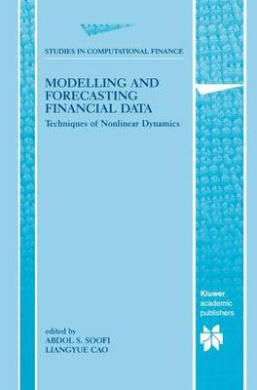 STUDIES IN COMPUTATIONAL FINANCE
MODELLING AND
FORECASTING
FINANCIAL DATA
Techniques of Nonlinear Dynamics
edited by
ABDOL S. SOOFI
LIANGYUE CAO
Kluwer
academic
publishers